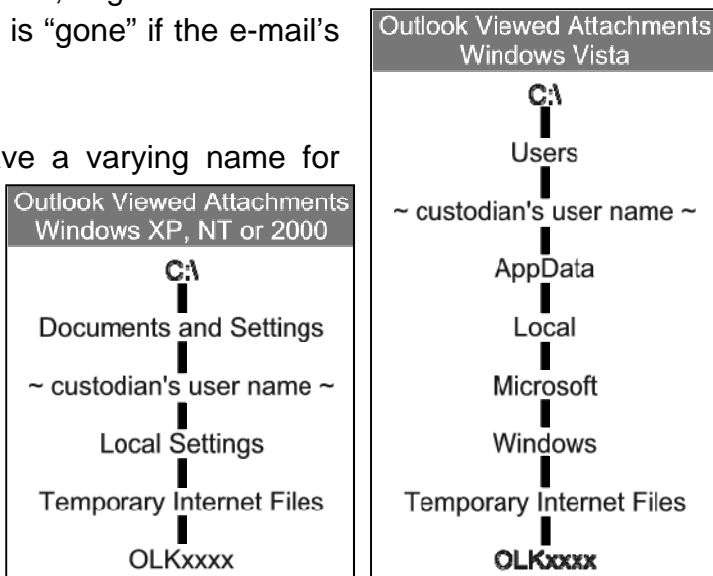 is “gone” if the e-mail’s
ave a varying name for
Outlook Viewed Attachments
Windows XP, NT or 2000
C:\
Documents and Settings
~ custodian's user name ~
Local Settings
Temporary Internet Files
OLKxxxx
Outlook Viewed Attachments
Windows Vista
C:\
Users
~ custodian's user name ~
AppData
Local
Microsoft
Windows
Temporary Internet Files
OLKxxxx